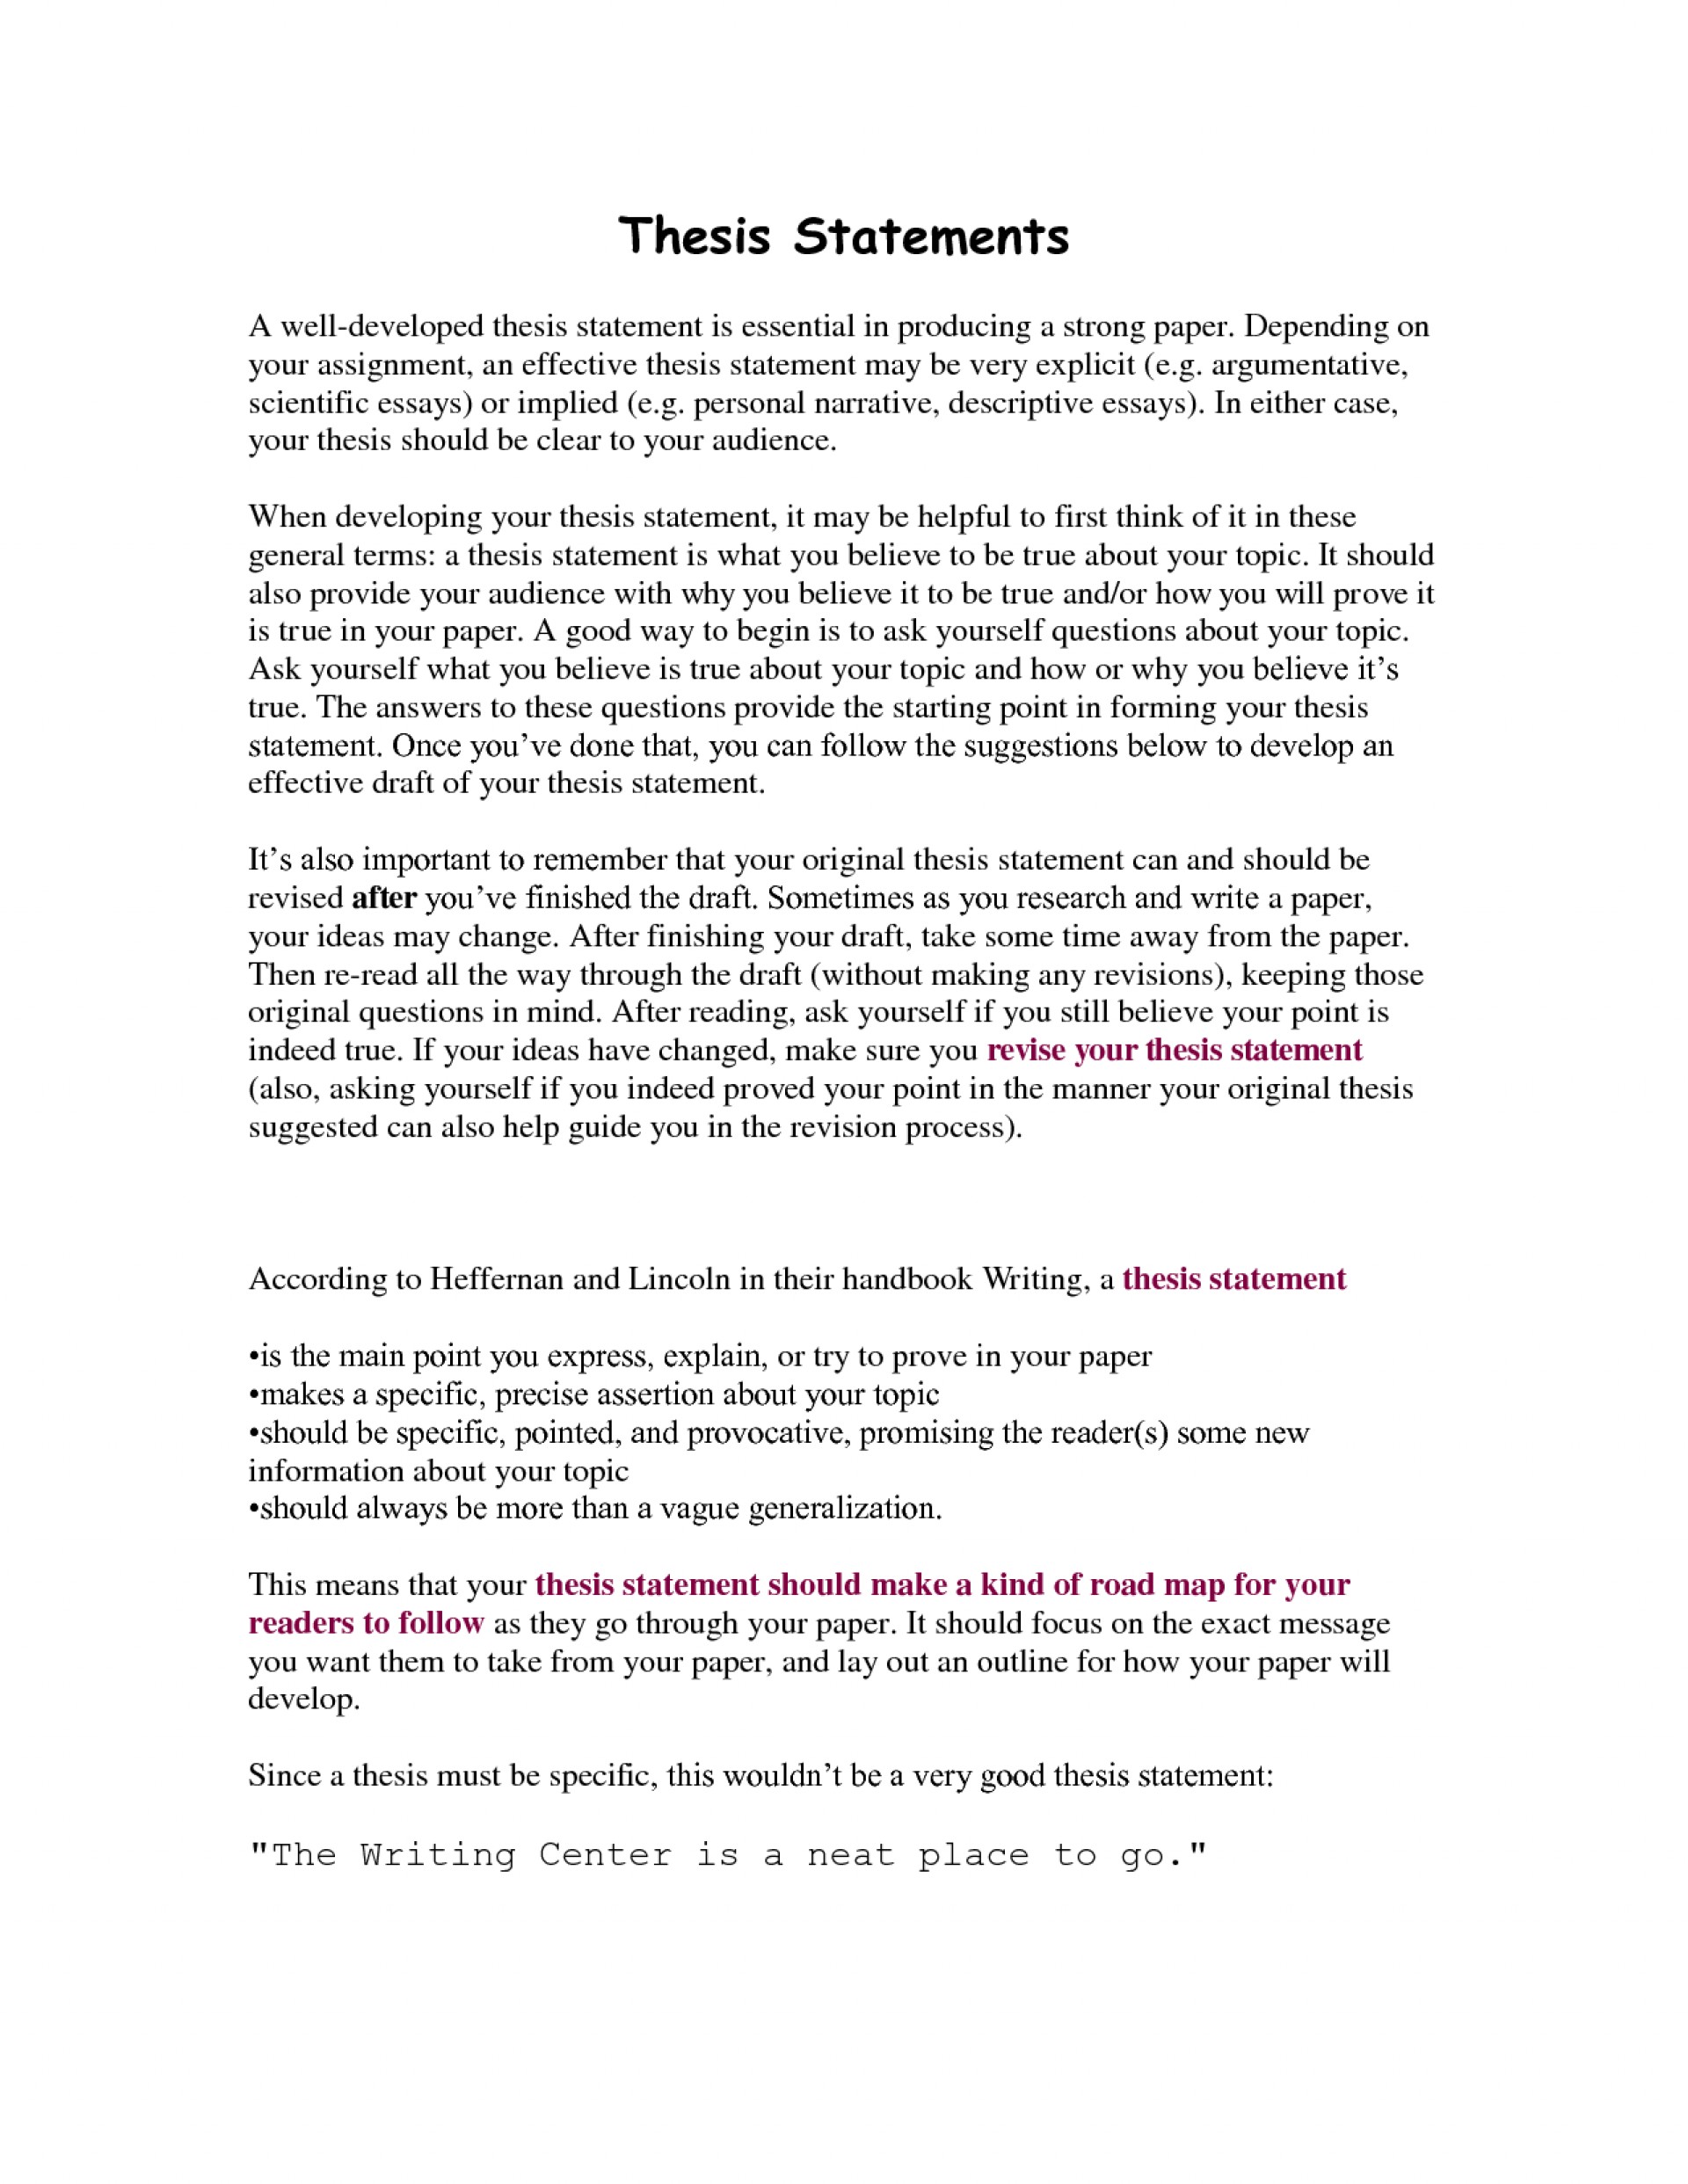 Thesis Statements
A well-developed thesis statement is essential in producing a strong paper. Depending on
your assignment, an effective thesis statement may be very explicit (e.g. argumentative,
scientific essays) or implied (e.g. personal narrative, descriptive essays). In either case,
your thesis should be clear to your audience.
When developing your thesis statement, it may be helpful to first think of it in these
general terms: a thesis statement is what you believe to be true about your topic. It should
also provide your audience with why you believe it to be true and/or how you will prove it
is true in your paper. A good way to begin is to ask yourself questions about your topic.
Ask yourself what you believe is true about your topic and how or why you believe it’s
true. The answers to these questions provide the starting point in forming your thesis
statement. Once you’ve done that, you can follow the suggestions below to develop an
effective draft of your thesis statement.
It’s also important to remember that your original thesis statement can and should be
revised after you’ve finished the draft. Sometimes as you research and write a paper,
your ideas may change. After finishing your draft, take some time away from the paper.
Then re-read all the way through the draft (without making any revisions), keeping those
original questions in mind. After reading, ask yourself if you still believe your point is
indeed true. If your ideas have changed, make sure you revise your thesis statement
(also, asking yourself if you indeed proved your point in the manner your original thesis
suggested can also help guide you in the revision process).
According to Heffernan and Lincoln in their handbook Writing, a thesis statement
•is the main point you express, explain, or try to prove in your paper
•makes a specific, precise assertion about your topic
•should be specific, pointed, and provocative, promising the reader(s) some new
information about your topic
•should always be more than a vague generalization.
This means that your thesis statement should make a kind of road map for your
readers to follow as they go through your paper. It should focus on the exact message
you want them to take from your paper, and lay out an outline for how your paper will
develop.
Since a thesis must be specific, this wouldn’t be a very good thesis statement:
"The Writing Center is a neat place to go."